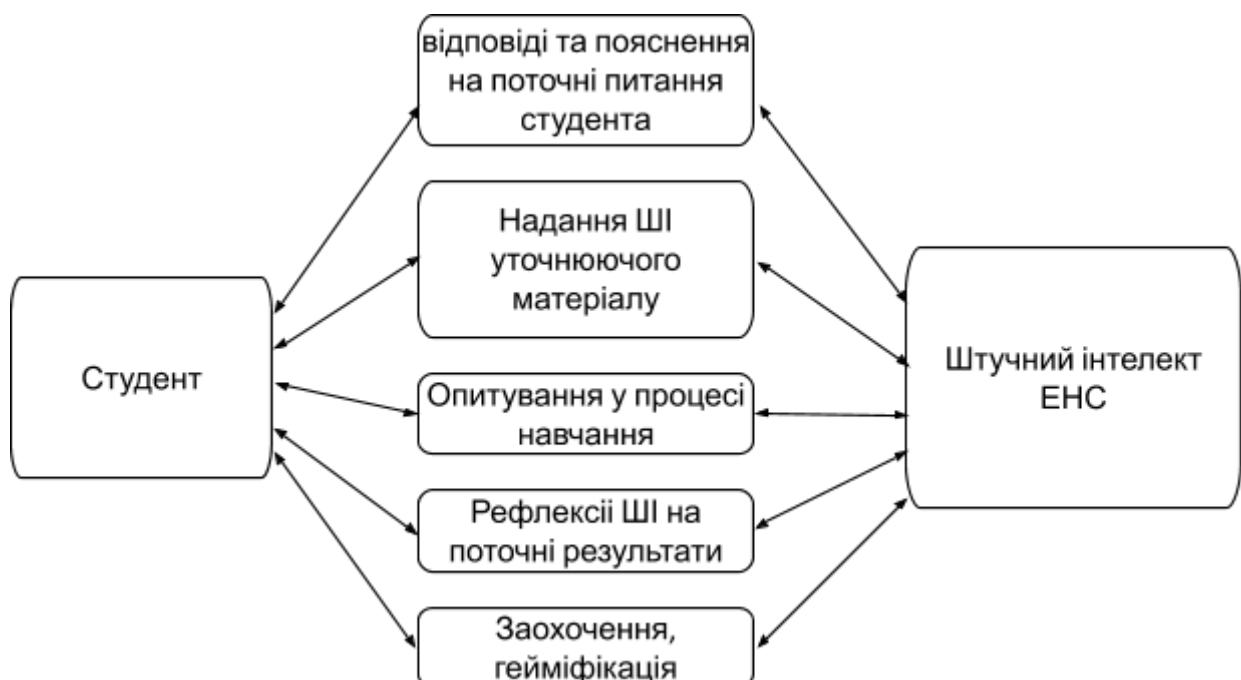 відповіді та пояснення
на поточні питання
студента
Надання ШІ
уточнюючого
матеріалу
Студент
Штучний інтелект
ЕНС
Опитування у процесі
навчання
Рефлексіі ШІ на
поточні результати
Заохочення,
гейміфікація